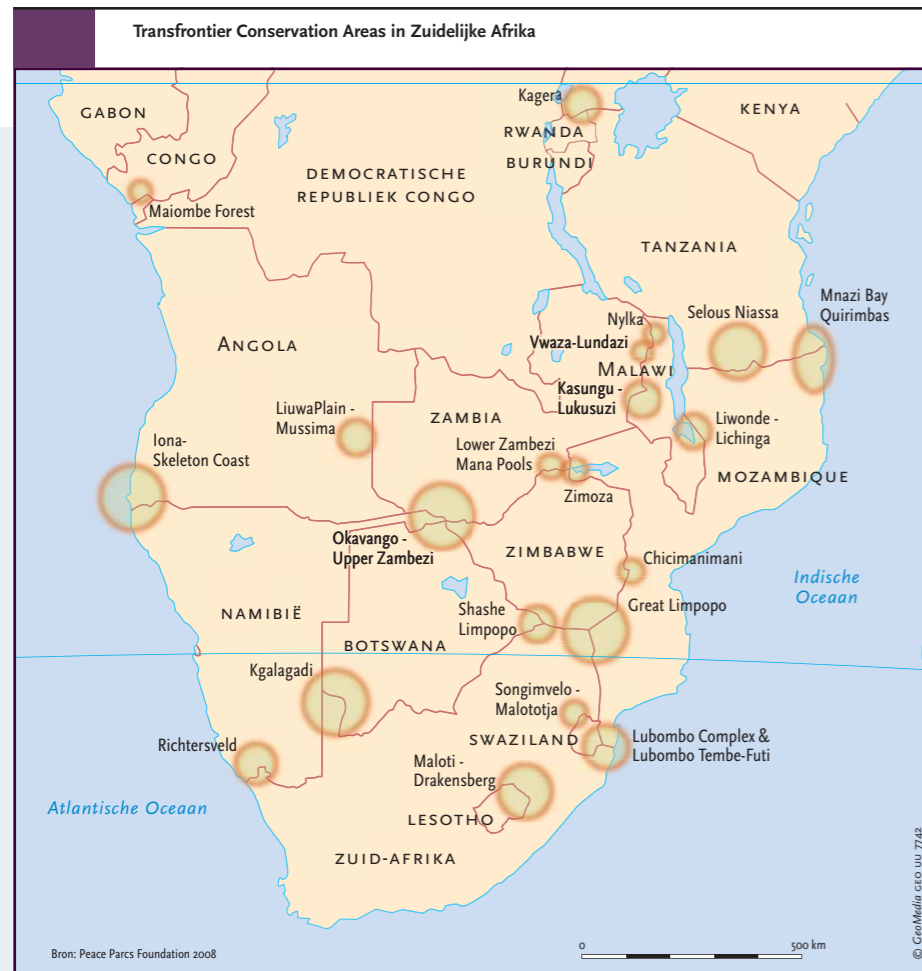 Transfrontier Conservation Areas in Zuidelijke Afrika
Kagera
KENYA
GABON
RWANDA
CONGO
BURUNDI
DEMOCRATISCHE
REPUBLIEK CONGO
Maiombe Forest
TANZANIA
Mnazi Bay
Quirimbas
Selous Niassa
Nylka
Vwaza-Lundazi
ANGOLA
MALAWI
Kasungu -
Lukusuzi
LiuwaPlain -
Mussima
ZAMBIA
Liwonde -
Lichinga
Iona-
Skeleton Coast
Lower Zambezi
Mana Pools
MOZAMBIQUE
Zimoza
Okavango -
Upper Zambezi
ZIMBABWE
Chicimanimani
Indische
Oceaan
NAMIBIË
Shashe
Limpopo
Great Limpopo
BOTSWANA
Kgalagadi
Songimvelo -
Malototja
SWAZILAND
Lubombo Complex &
Lubombo Tembe-Futi
Richtersveld
Maloti -
Drakensberg
Atlantische Oceaan
LESOTHO
ZUID-AFRIKA
Bron: Peace Parcs Foundation 2008
0
500 km
© GeoMedia GEO UU 7742